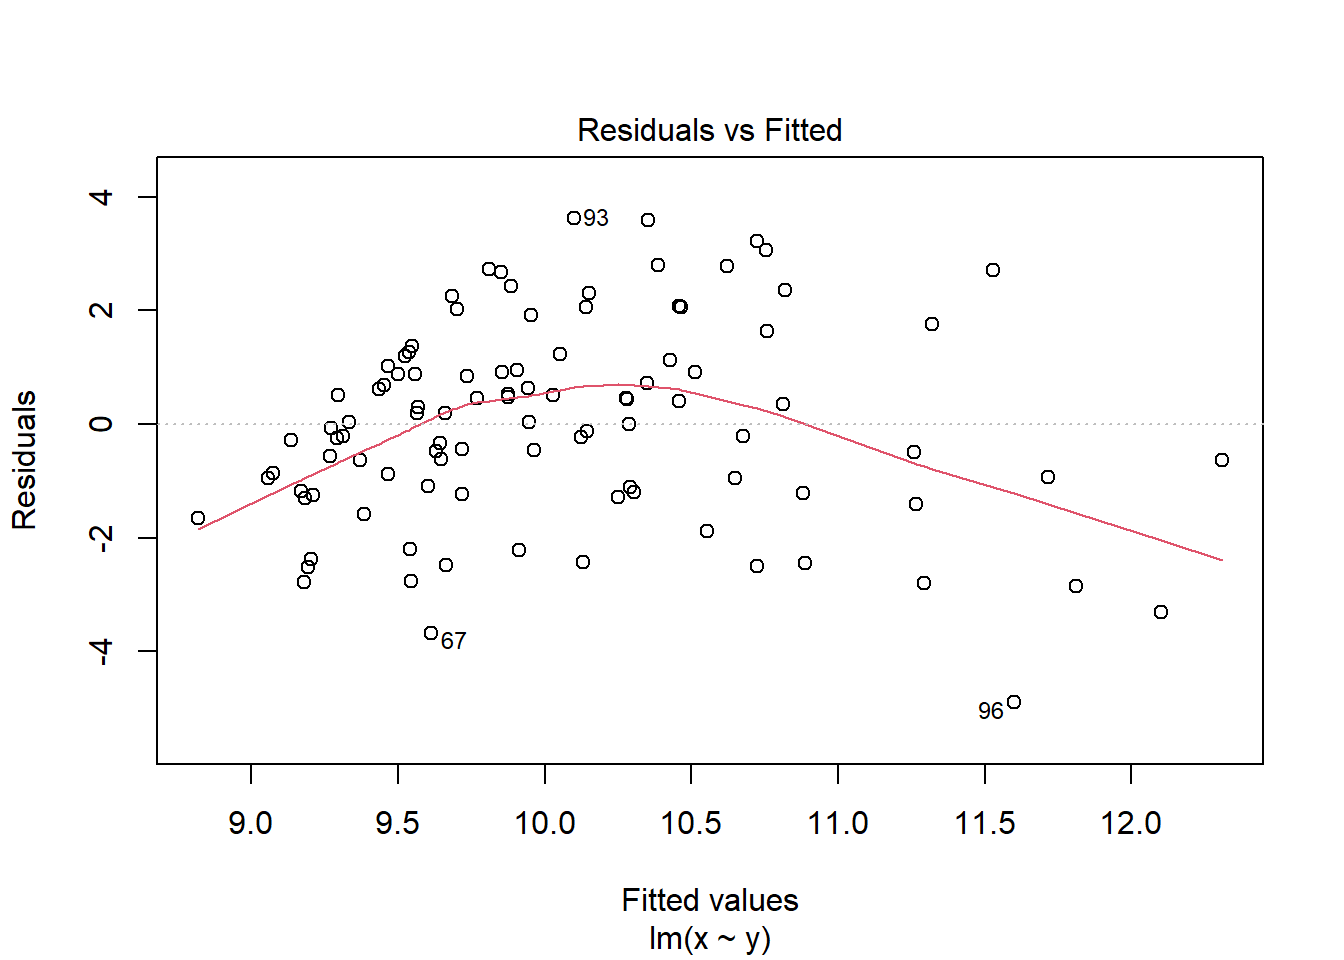 Residuals vs Fitted
Residuals
4
2
0
-2
-4
93
67
96
9.0 9.5 10.0 10.5 11.0 11.5 12.0
Fitted values
lm(x ~ y)